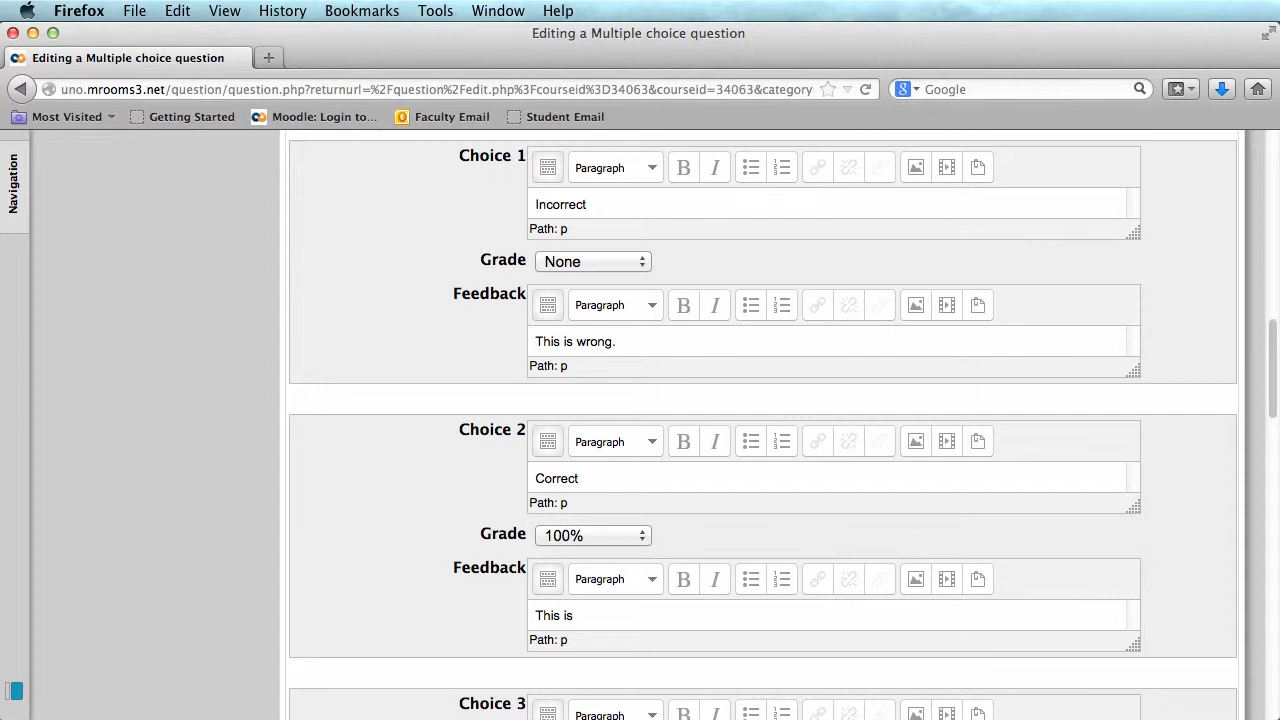 Firefox File Edit View History Bookmarks Tools Window Help
Editing a Multiple choice question
Editing a Multiple choice question
uno.mrooms3.net/question/question.php?returnurl=%2Fquestion%2Fedit.php%3Fcourseid%3D34063&courseid=34063&category
Google
Most Visited Getting Started Moodle: Login to... Faculty Email Student Email
Navigation
Choice 1 Paragraph B I
Incorrect
Path: p
Grade None
Feedback Paragraph B I
This is wrong.
Path: p
Choice 2 Paragraph B I
Correct
Path: p
Grade 100%
Feedback Paragraph B I
This is
Path: p
Choice 3 Paragraph B I